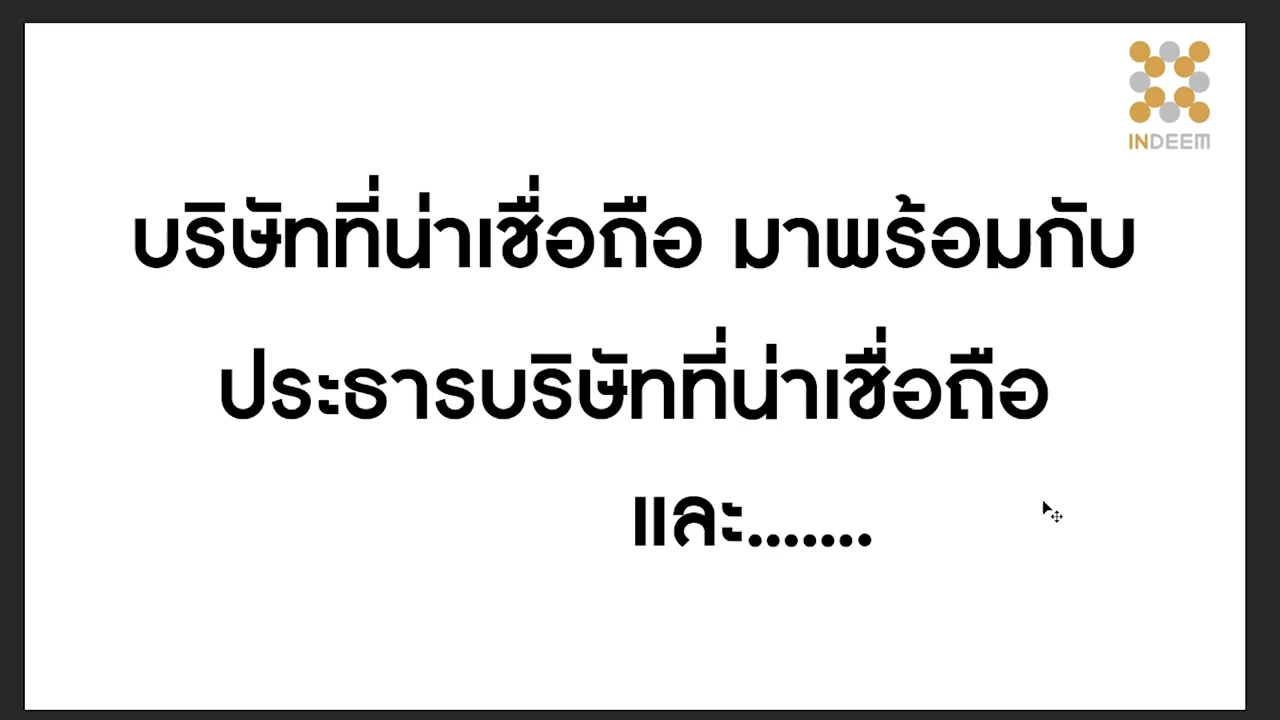 INDEEM
บริษัทที่น่าเชื่อถือ มาพร้อมกับ
ประธารบริษัทที่น่าเชื่อถือ
และ.......